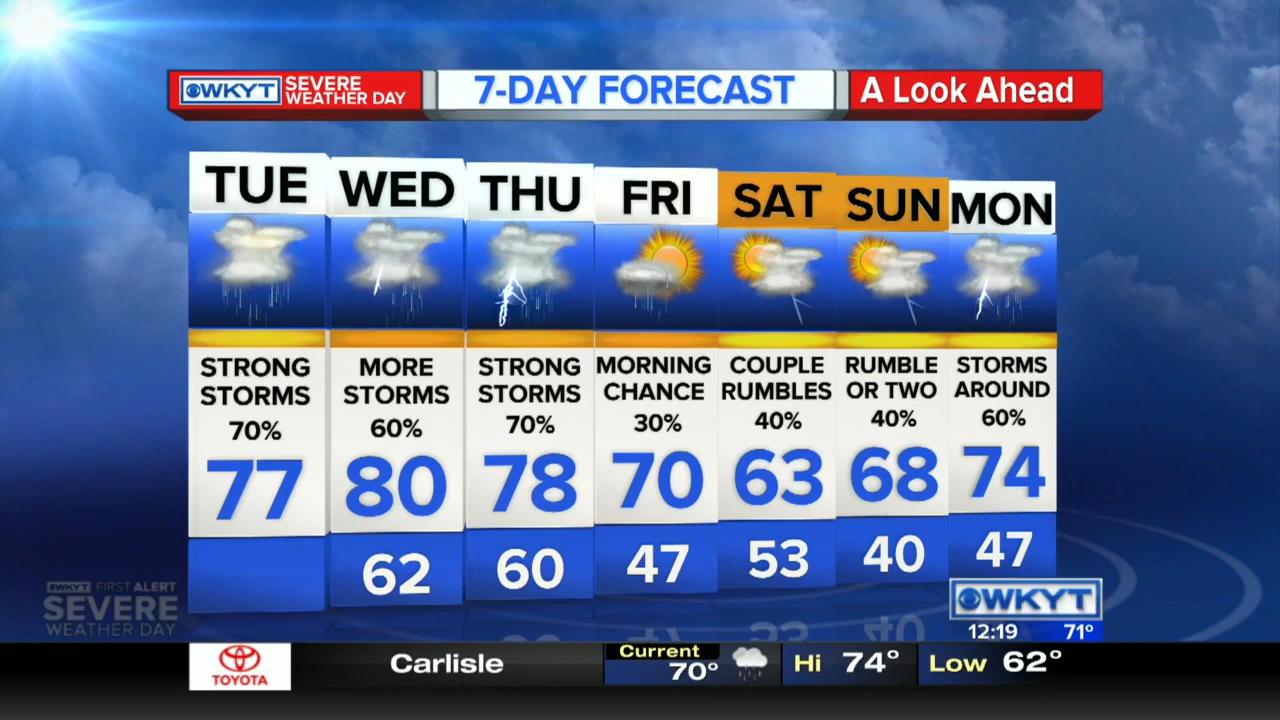 WKYT SEVERE WEATHER DAY
7-DAY FORECAST
A Look Ahead
TUE WED THU FRI SAT SUN MON
STRONG MORE STRONG MORNING COUPLE RUMBLE STORMS
STORMS STORMS STORMS CHANCE RUMBLES OR TWO AROUND
70% 60% 70% 30% 40% 40% 60%
77 80 78 70 63 68 74
62 60 47 53 40 47
WKYT FIRST ALERT
SEVERE
WEATHER DAY
WKYT
12:19 71°
TOYOTA
Carlisle
Current
70°
Hi 74°
Low 62°